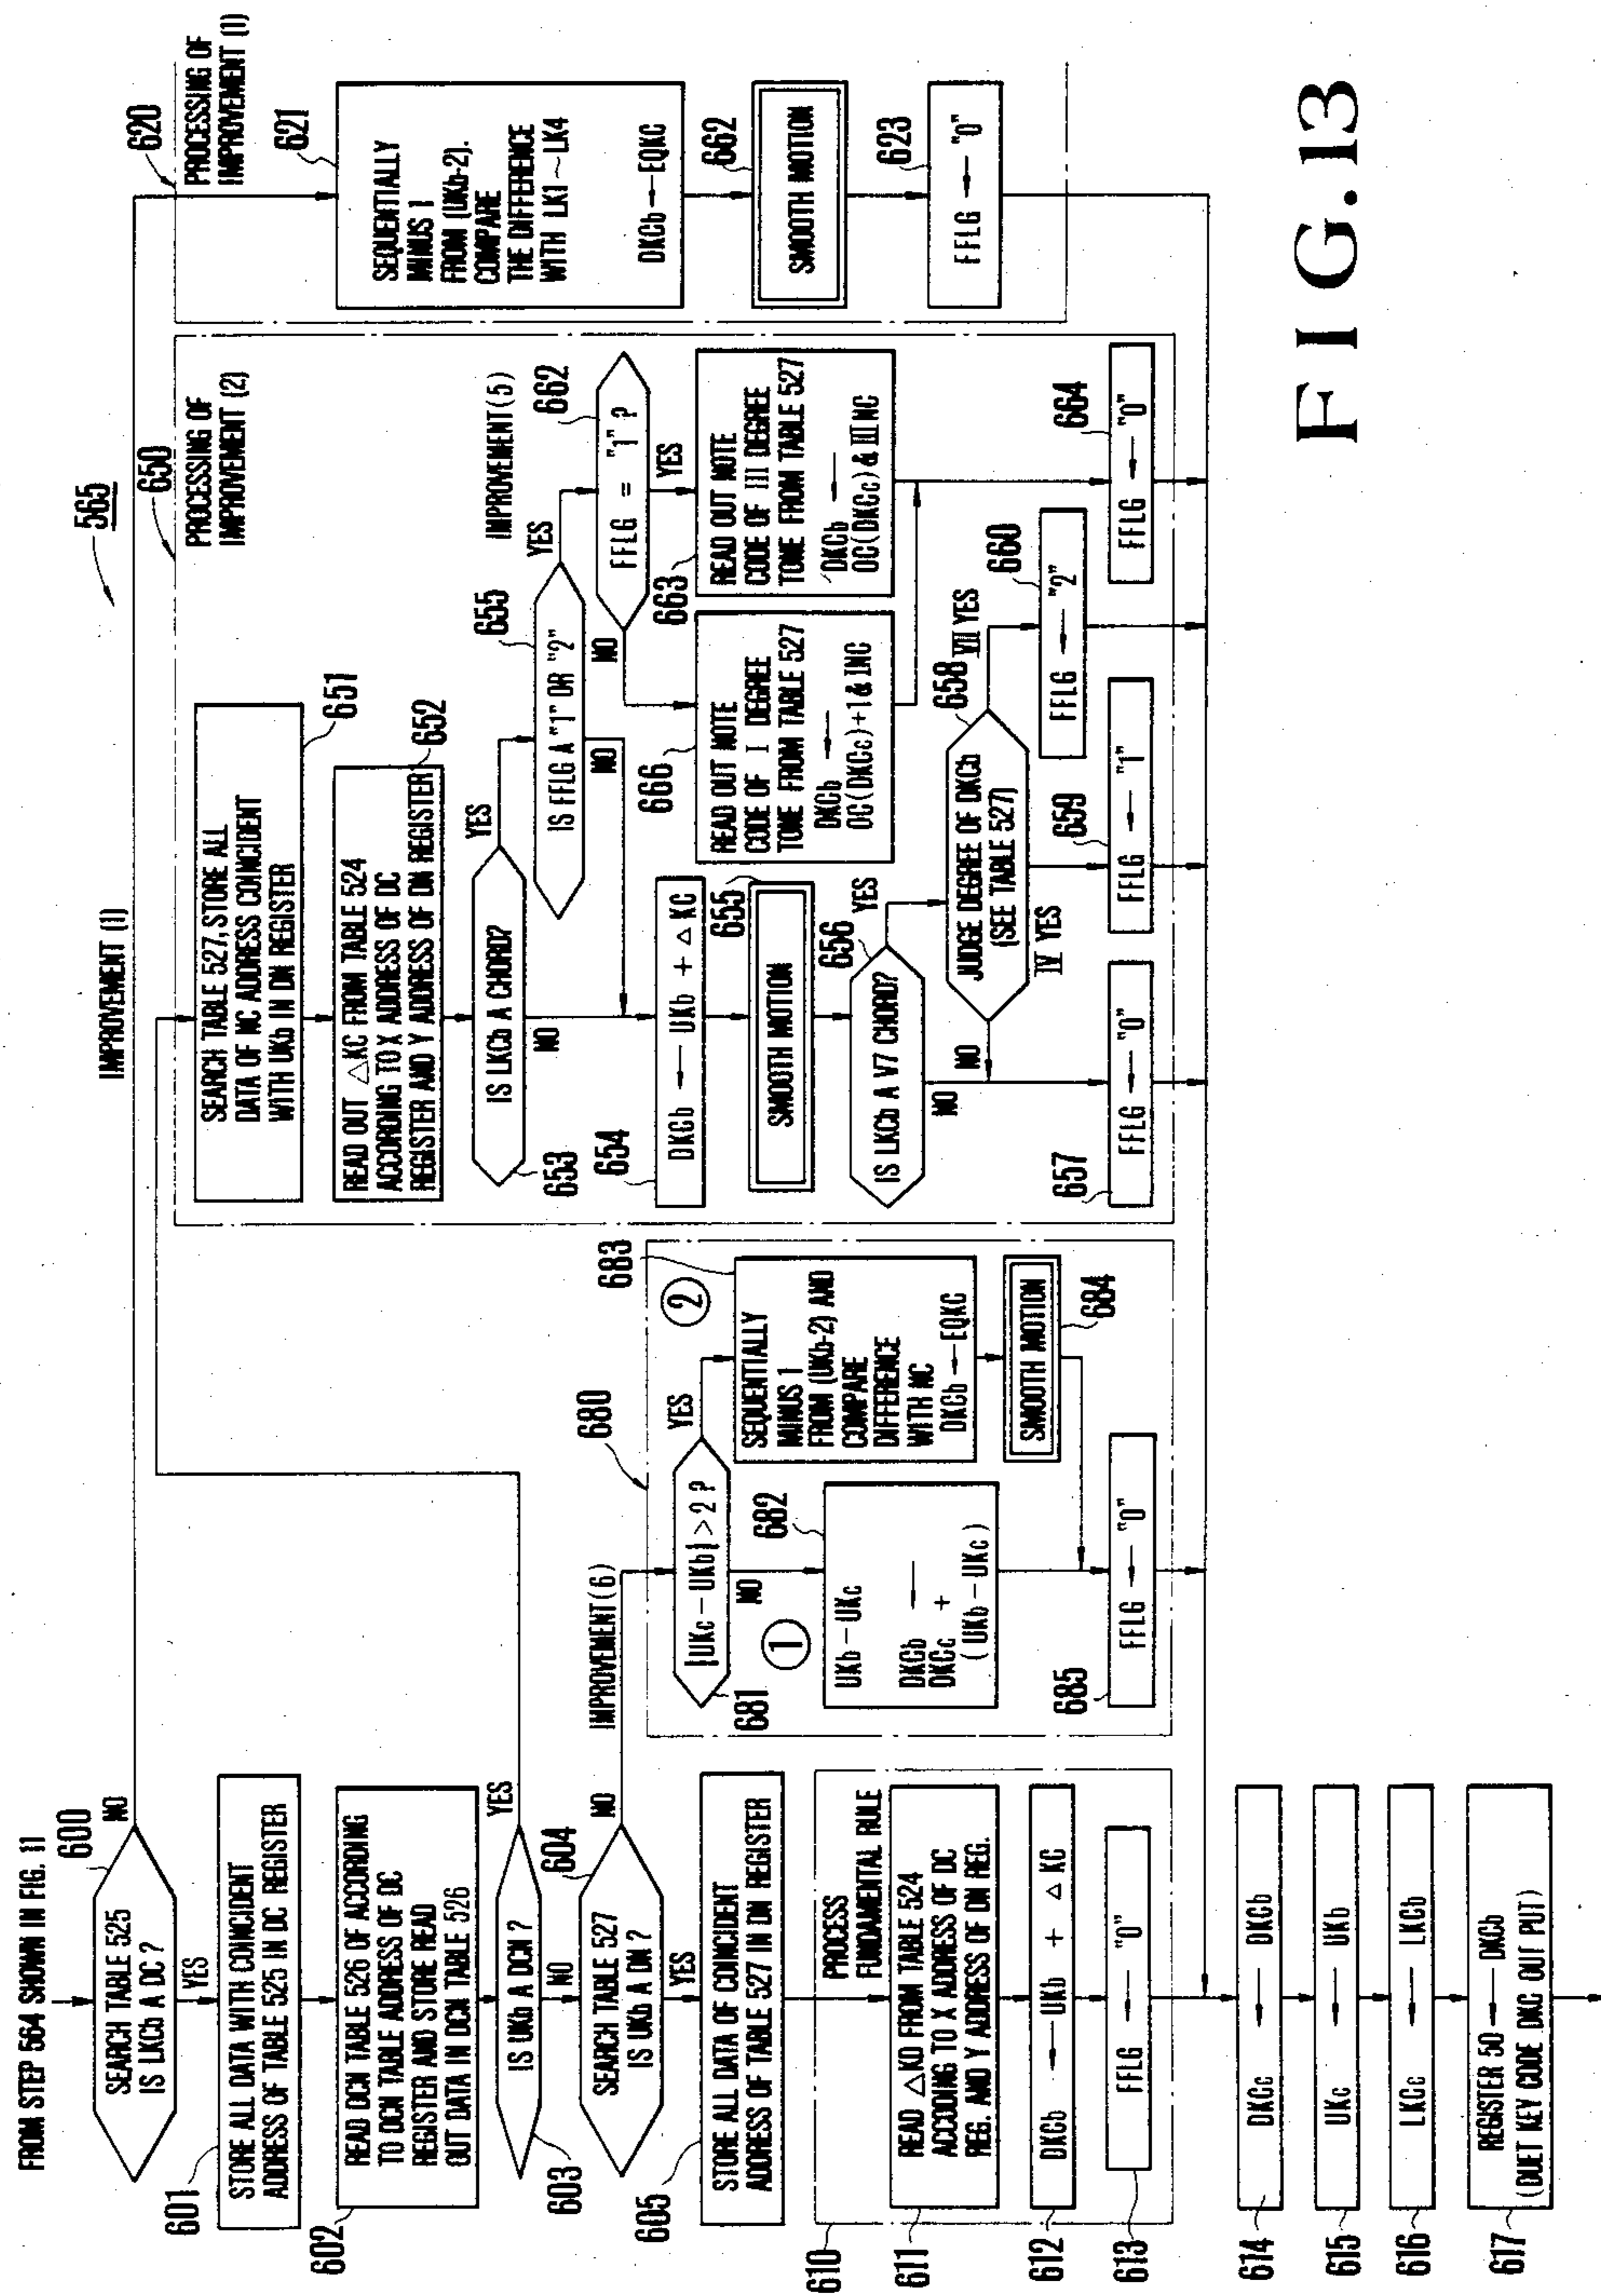 FROM STEP 564 SHOWN IN FIG. 11
600
SEARCH TABLE 525
IS LKCb A DC ?
NO
YES
IMPROVEMENT (1)
565
601
STORE ALL DATA WITH COINCIDENT
ADDRESS OF TABLE 525 IN DC REGISTER
602
READ DCN TABLE 526 OF ACCORDING
TO DCN TABLE ADDRESS OF DC
REGISTER AND STORE READ
OUT DATA IN DCN TABLE 526
603
IS UKb A DCN ?
YES
NO
604
SEARCH TABLE 527
IS UKb A DN ?
NO
YES
605
STORE ALL DATA OF COINCIDENT
ADDRESS OF TABLE 527 IN DN REGISTER
610
PROCESS
FUNDAMENTAL RULE
611
READ △KD FROM TABLE 524
ACCODING TO X ADDRESS OF DC
REG. AND Y ADDRESS OF DN REG.
612
DKCb ← UKb + △ KC
613
FFLG ← "0"
614
DKCc ← DKCb
615
UKc ← UKb
616
LKCc ← LKCb
617
REGISTER 50 ← DKCb
(DUET KEY CODE DKC OUT PUT)
IMPROVEMENT(6)
680
681
|UKc - UKb| > 2 ?
YES
NO
①
682
UKb - UKc
DKCb ←
DKCc
+
(UKb - UKc)
②
683
SEQUENTIALLY
MINUS 1
FROM (UKb-2) AND
COMPARE
DIFFERENCE
WITH NC
DKCb ← EQKC
684
SMOOTH MOTION
685
FFLG ← "0"
650
PROCESSING OF
IMPROVEMENT (2)
651
SEARCH TABLE 527, STORE ALL
DATA OF NC ADDRESS COINCIDENT
WITH UKb IN DN REGISTER
652
READ OUT △KC FROM TABLE 524
ACCORDING TO X ADDRESS OF DC
REGISTER AND Y ADDRESS OF DN REGISTER
653
IS LKCb A CHORD?
YES
NO
655
IS FFLG A "1" OR "2"
YES
NO
IMPROVEMENT(5)
662
FFLG = "1" ?
NO
YES
654
DKCb ← UKb + △ KC
655
SMOOTH MOTION
656
IS LKCb A V7 CHORD?
YES
NO
657
FFLG ← "0"
666
READ OUT NOTE
CODE OF I DEGREE
TONE FROM TABLE 527
DKCb ←
OC(DKCc)+1 & INC
663
READ OUT NOTE
CODE OF III DEGREE
TONE FROM TABLE 527
DKCb ←
OC(DKCc) & III NC
658
JUDGE DEGREE OF DKCb
(SEE TABLE 527)
NO
IV YES
VII YES
659
FFLG ← "1"
660
FFLG ← "2"
664
FFLG ← "0"
620
PROCESSING OF
IMPROVEMENT (1)
621
SEQUENTIALLY
MINUS 1
FROM (UKb-2).
COMPARE
THE DIFFERENCE
WITH LK1 ~ LK4
DKCb ← EQKC
662
SMOOTH MOTION
623
FFLG ← "0"
FIG.13